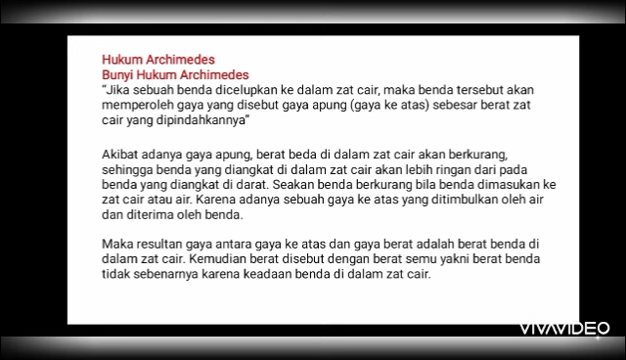 Hukum Archimedes
Bunyi Hukum Archimedes
“Jika sebuah benda dicelupkan ke dalam zat cair, maka benda tersebut akan
memperoleh gaya yang disebut gaya apung (gaya ke atas) sebesar berat zat
cair yang dipindahkannya”
Akibat adanya gaya apung, berat beda di dalam zat cair akan berkurang,
sehingga benda yang diangkat di dalam zat cair akan lebih ringan dari pada
benda yang diangkat di darat. Seakan benda berkurang bila benda dimasukan ke
zat cair atau air. Karena adanya sebuah gaya ke atas yang ditimbulkan oleh air
dan diterima oleh benda.
Maka resultan gaya antara gaya ke atas dan gaya berat adalah berat benda di
dalam zat cair. Kemudian berat disebut dengan berat semu yakni berat benda
tidak sebenarnya karena keadaan benda di dalam zat cair.
VIVAVIDEO